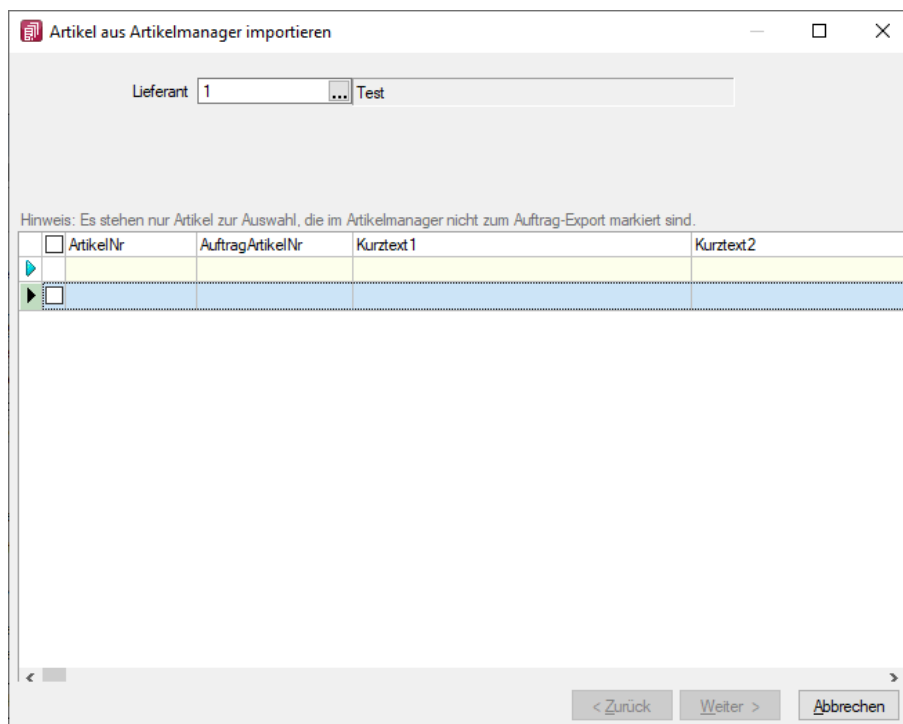 Artikel aus Artikelmanager importieren
Lieferant 1 ... Test
Hinweis: Es stehen nur Artikel zur Auswahl, die im Artikelmanager nicht zum Auftrag-Export markiert sind.
ArtikelNr AuftragArtikelNr Kurztext1 Kurztext2
< Zurück Weiter > Abbrechen